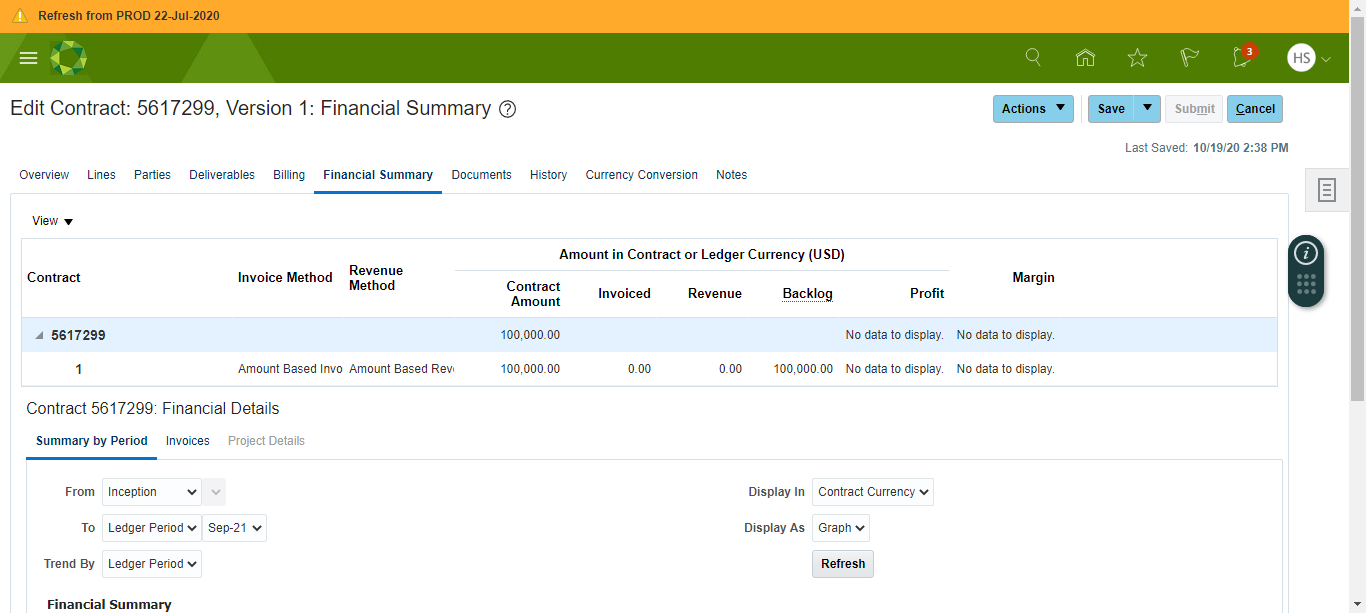 Refresh from PROD 22-Jul-2020
3
HS
Edit Contract: 5617299, Version 1: Financial Summary ?
Actions Save Submit Cancel
Last Saved: 10/19/20 2:38 PM
Overview Lines Parties Deliverables Billing Financial Summary Documents History Currency Conversion Notes
View
Amount in Contract or Ledger Currency (USD)
Contract Invoice Method Revenue Method Contract Amount Invoiced Revenue Backlog Profit Margin
5617299 100,000.00 No data to display. No data to display.
1 Amount Based Invo Amount Based Rev 100,000.00 0.00 0.00 100,000.00 No data to display. No data to display.
Contract 5617299: Financial Details
Summary by Period Invoices Project Details
From Inception Display In Contract Currency
To Ledger Period Sep-21 Display As Graph
Trend By Ledger Period Refresh
Financial Summary